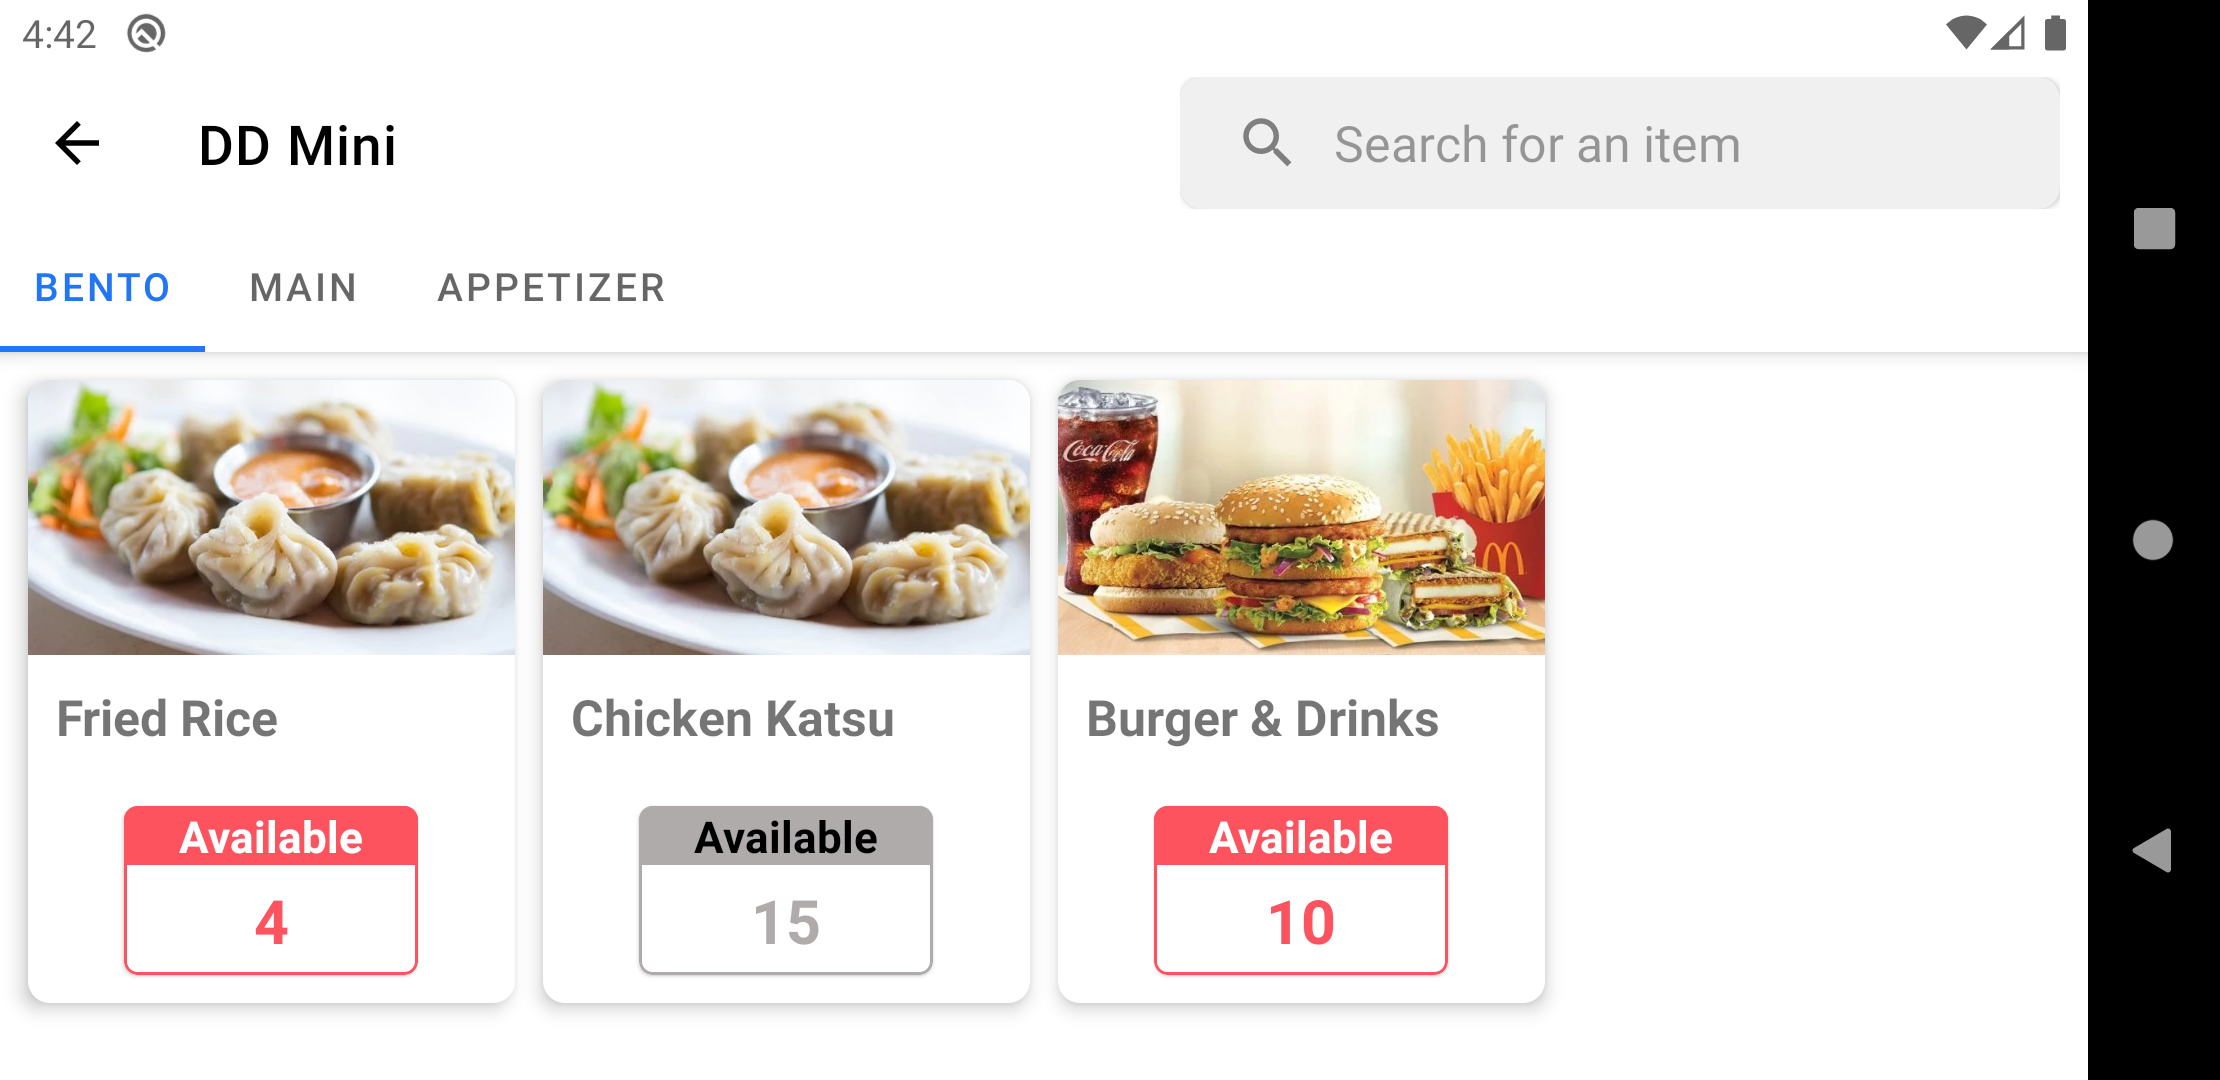 4:42
DD Mini
Search for an item
BENTO MAIN APPETIZER
Coca-Cola
Fried Rice
Chicken Katsu
Burger & Drinks
Available
4
Available
15
Available
10